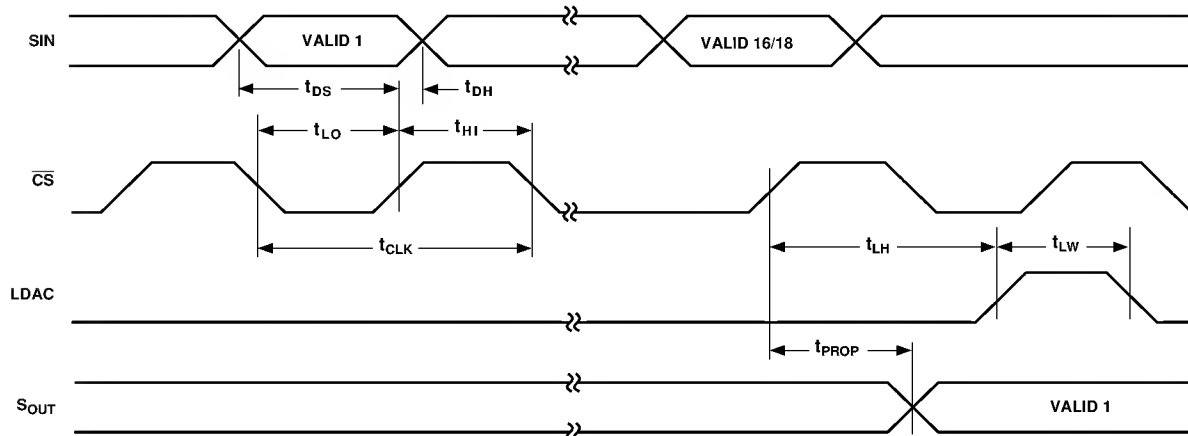 SIN
VALID 1
VALID 16/18
tDS
tDH
tLO
tHI
CS
tCLK
tLH
tLW
LDAC
tPROP
SOUT
VALID 1